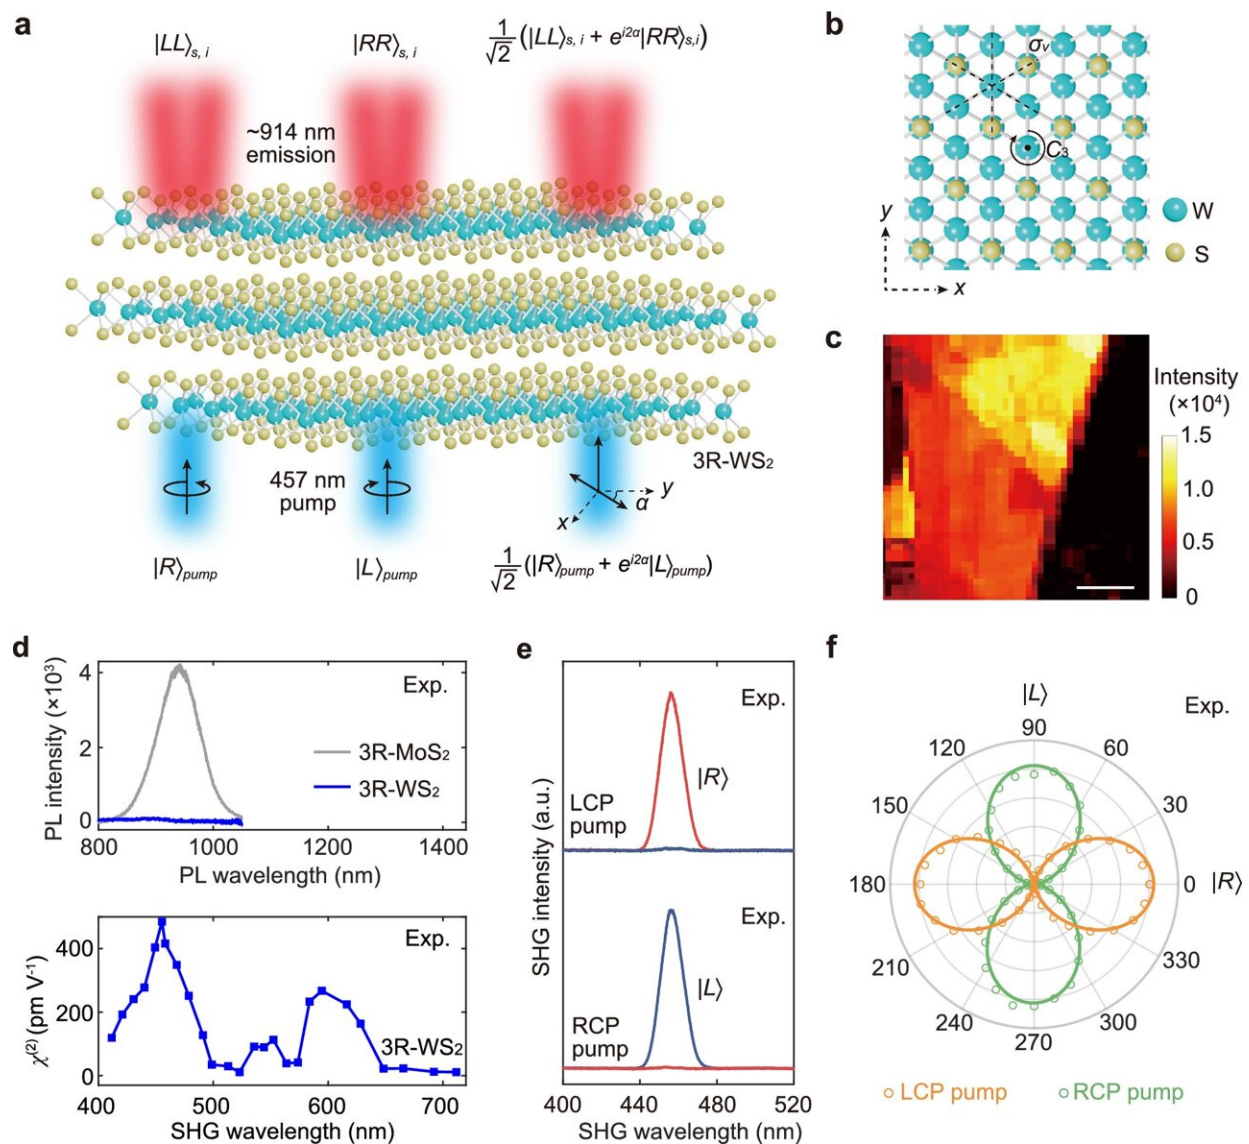 a
|LL⟩s, i
|RR⟩s, i
1/√2 (|LL⟩s, i + e^i2α|RR⟩s,i)
~914 nm
emission
3R-WS₂
457 nm
pump
y
α
x
|R⟩pump
|L⟩pump
1/√2 (|R⟩pump + e^i2α|L⟩pump)
b
σv
C₃
y
x
W
S
c
Intensity
(×10⁴)
1.5
1.0
0.5
0
d
PL intensity (×10³)
4
2
0
Exp.
3R-MoS₂
3R-WS₂
800 1000 1200 1400
PL wavelength (nm)
χ⁽²⁾(pm V⁻¹)
400
200
0
Exp.
3R-WS₂
400 500 600 700
SHG wavelength (nm)
e
SHG intensity (a.u.)
Exp.
|R⟩
LCP
pump
Exp.
|L⟩
RCP
pump
400 440 480 520
SHG wavelength (nm)
f
|L⟩
Exp.
90
120 60
150 30
180 0 |R⟩
210 330
240 300
270
LCP pump RCP pump